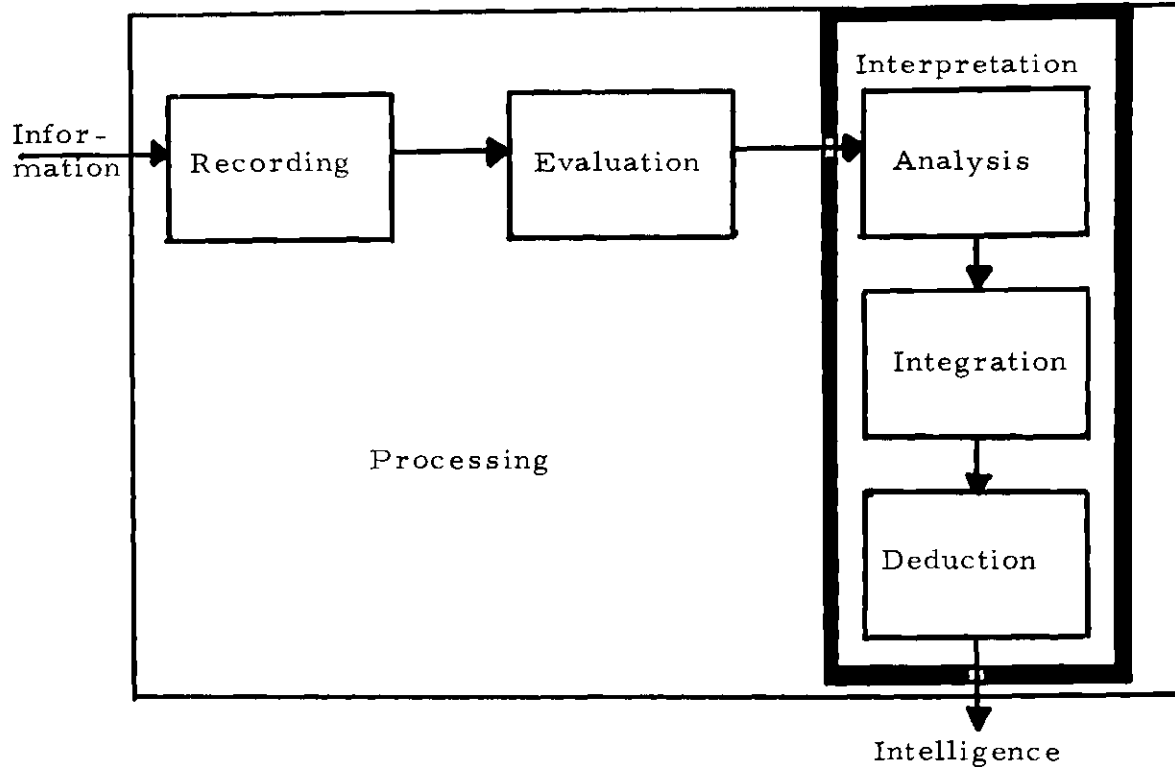 Interpretation
Infor-
mation
Recording
Evaluation
Analysis
Integration
Processing
Deduction
Intelligence